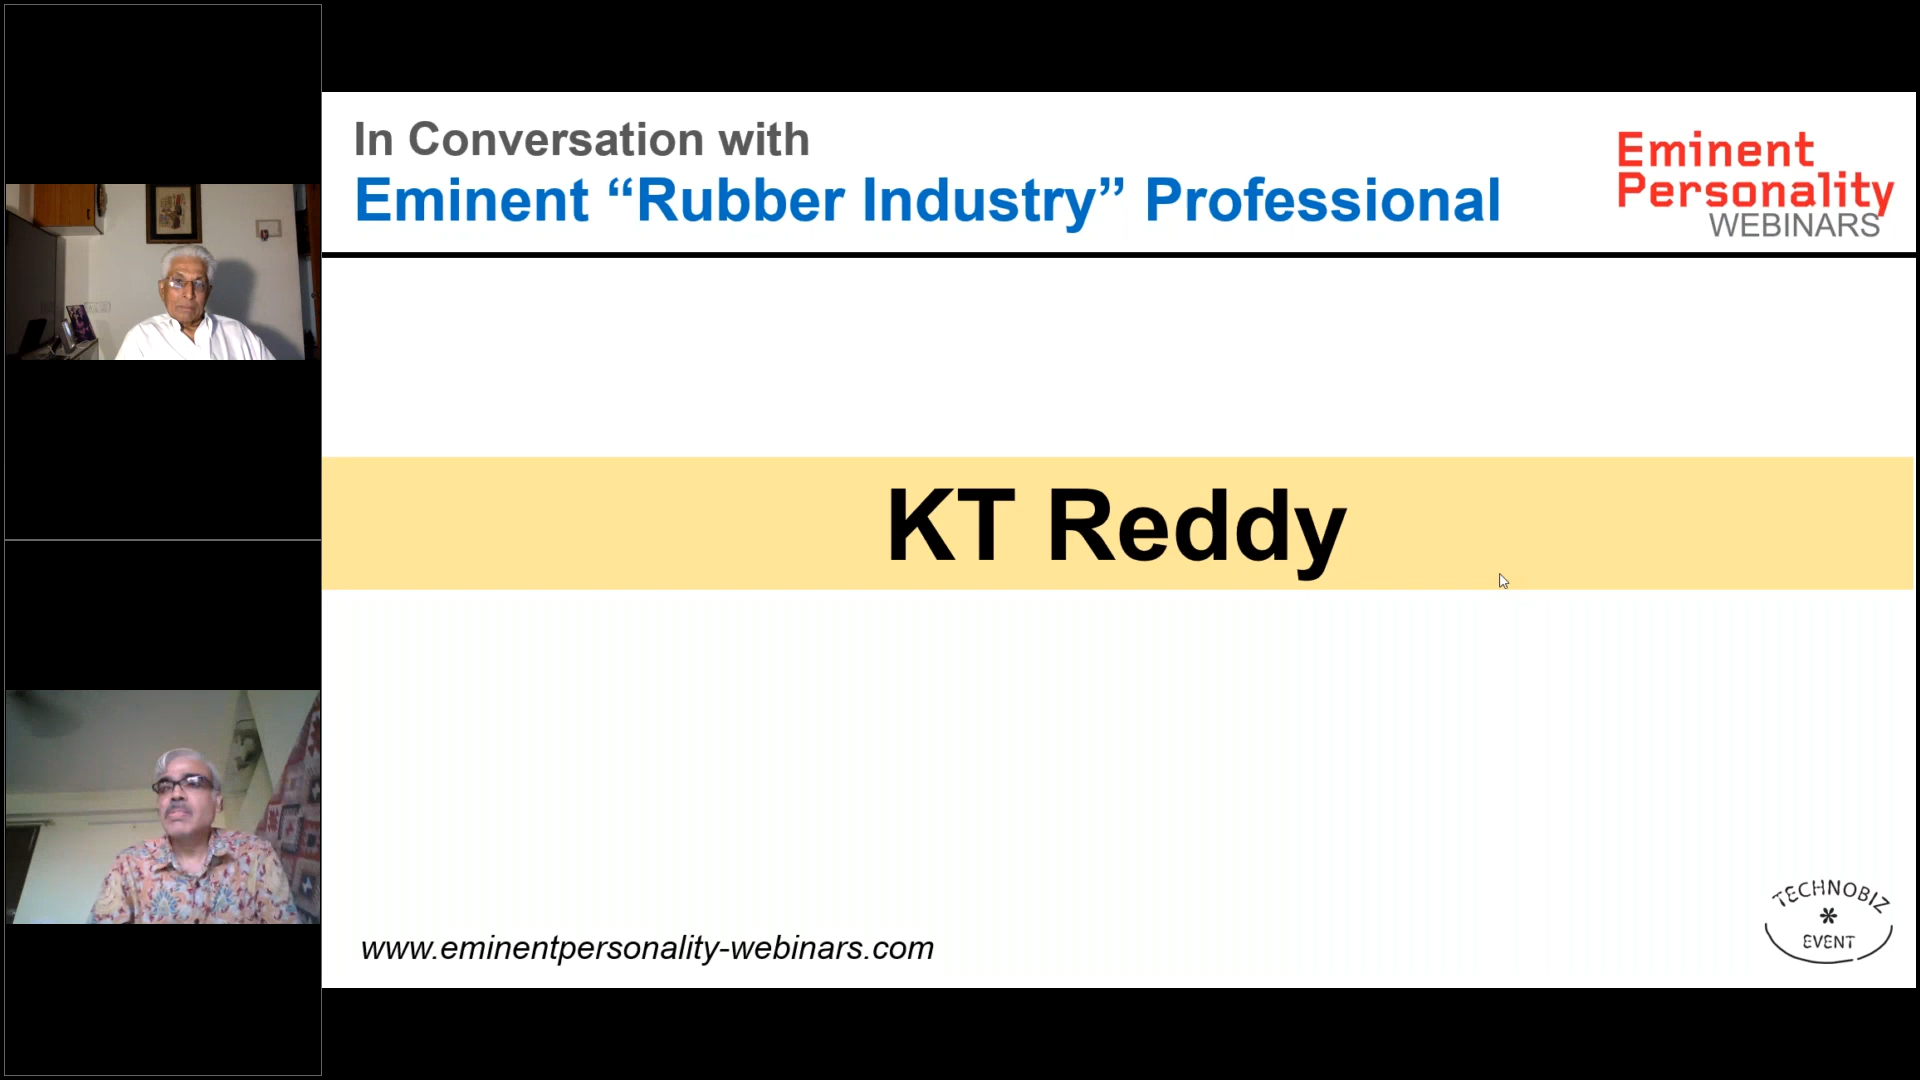 In Conversation with
Eminent “Rubber Industry” Professional
Eminent
Personality
WEBINARS
KT Reddy
www.eminentpersonality-webinars.com
TECHNOBIZ
*
EVENT